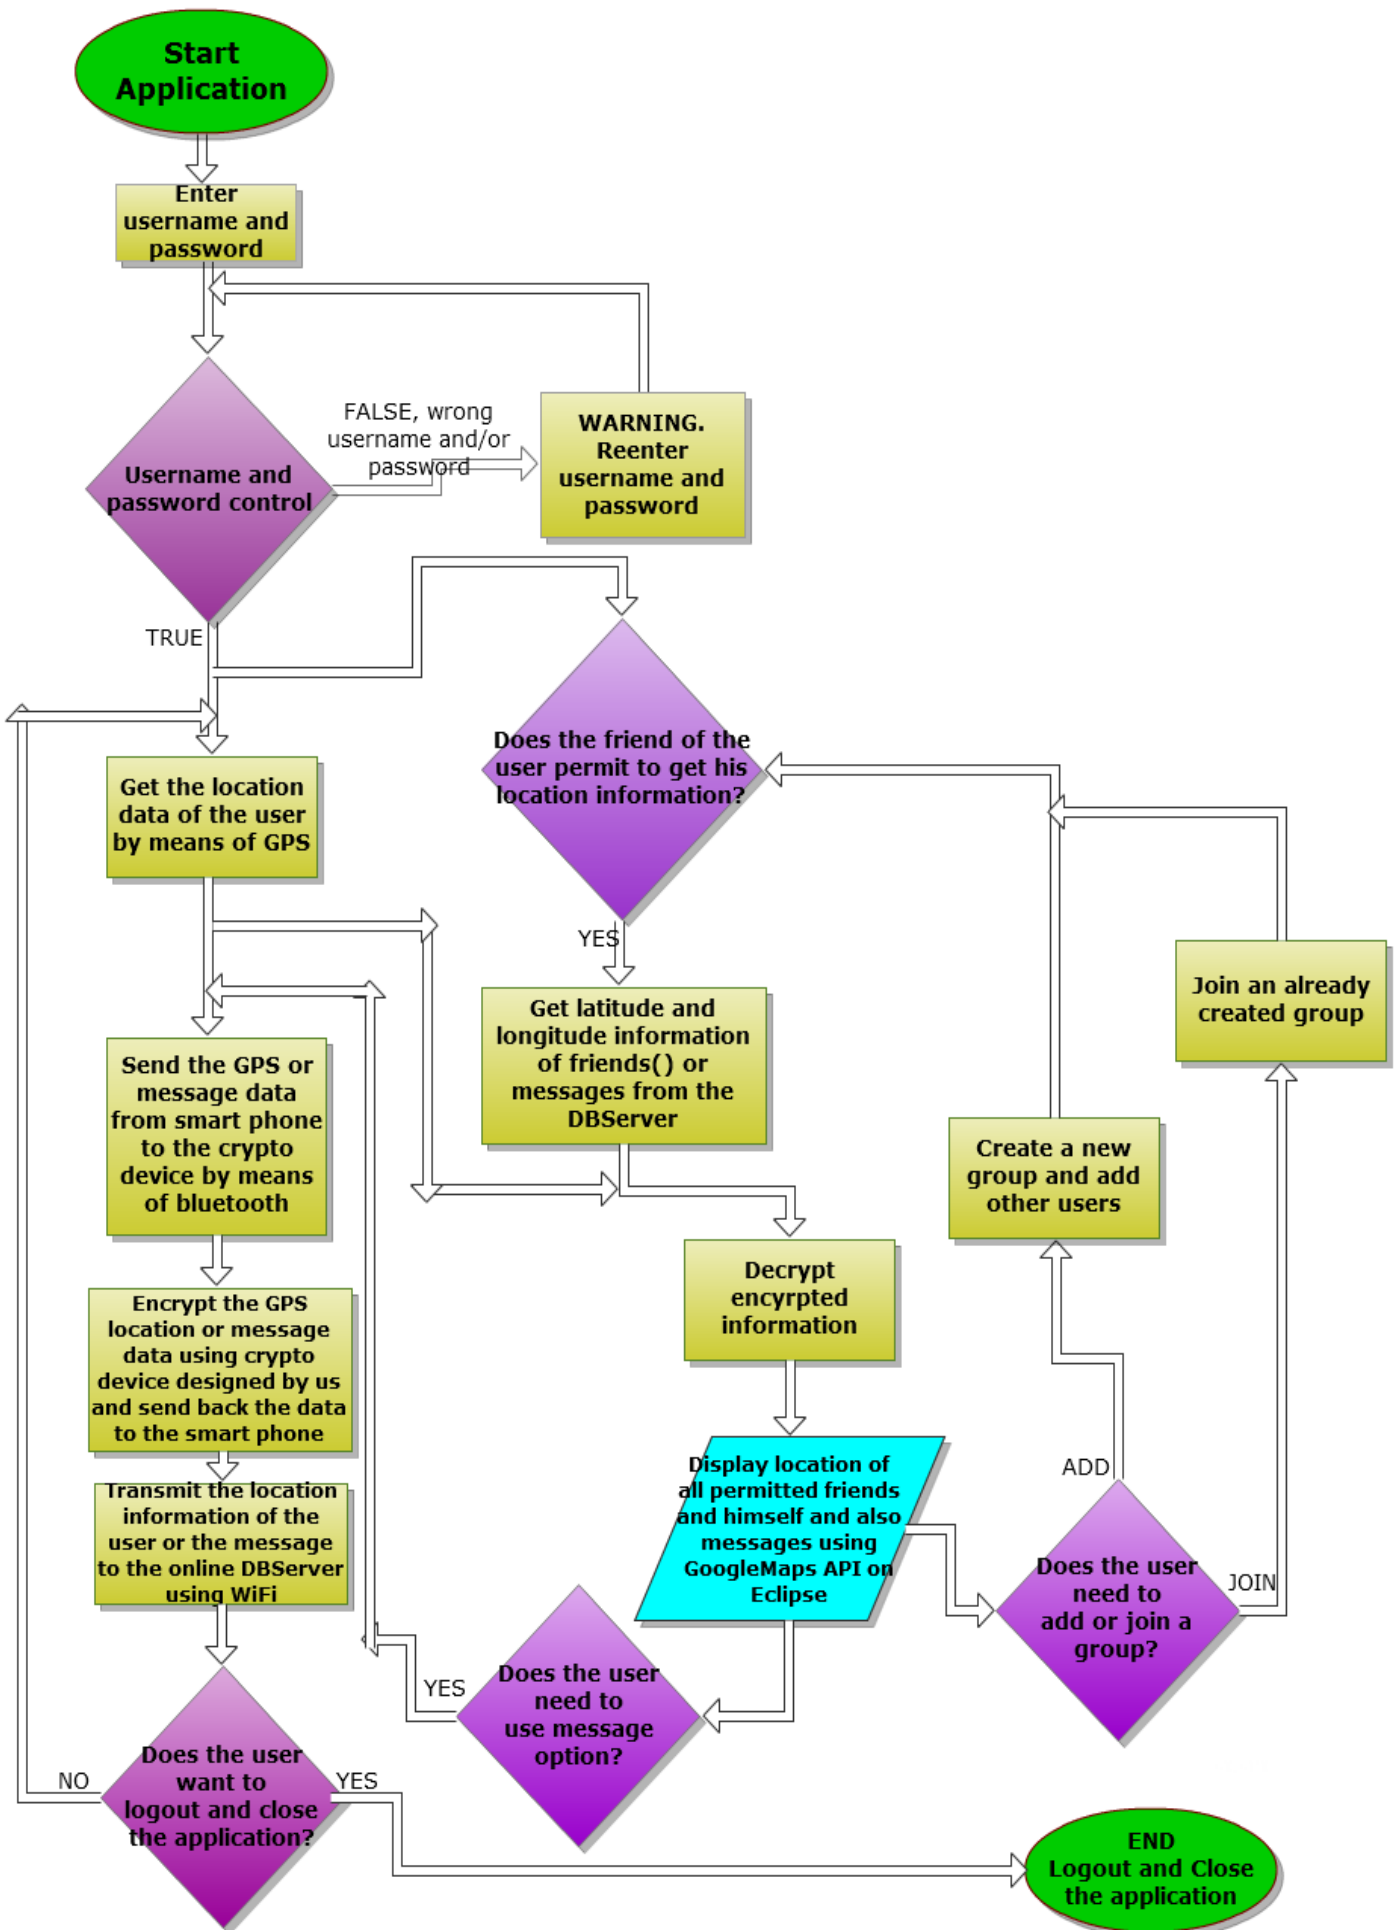 Start
Application
Enter
username and
password
FALSE, wrong
username and/or
password
WARNING.
Reenter
username and
password
Username and
password control
TRUE
Does the friend of the
user permit to get his
location information?
Get the location
data of the user
by means of GPS
YES
Join an already
created group
Get latitude and
longitude information
of friends() or
messages from the
DBServer
Send the GPS or
message data
from smart phone
to the crypto
device by means
of bluetooth
Create a new
group and add
other users
Decrypt
encyrpted
information
Encrypt the GPS
location or message
data using crypto
device designed by us
and send back the data
to the smart phone
Display location of
all permitted friends
and himself and also
messages using
GoogleMaps API on
Eclipse
ADD
Transmit the location
information of the
user or the message
to the online DBServer
using WiFi
Does the user
need to
add or join a
group?
JOIN
Does the user
need to
use message
option?
YES
Does the user
want to
logout and close
the application?
NO
YES
END
Logout and Close
the application